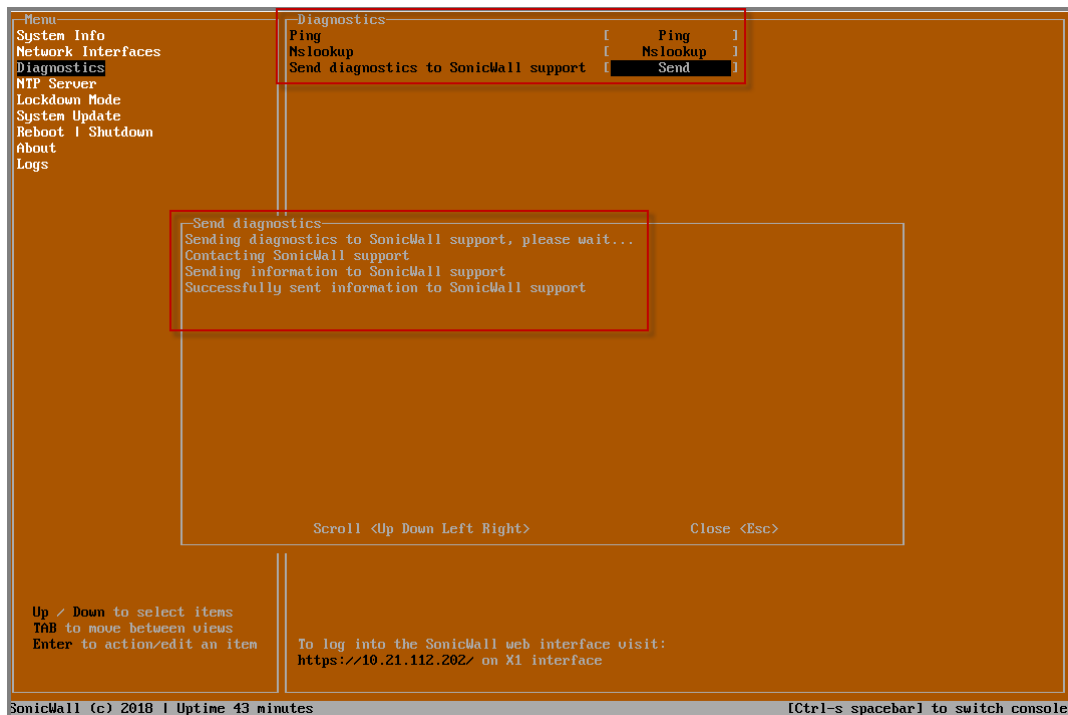 Menu
System Info
Network Interfaces
Diagnostics
NTP Server
Lockdown Mode
System Update
Reboot | Shutdown
About
Logs
Diagnostics
Ping [ Ping ]
Nslookup [ Nslookup ]
Send diagnostics to SonicWall support [ Send ]
Send diagnostics
Sending diagnostics to SonicWall support, please wait...
Contacting SonicWall support
Sending information to SonicWall support
Successfully sent information to SonicWall support
Scroll <Up Down Left Right> Close <Esc>
Up / Down to select items
TAB to move between views
Enter to action/edit an item
To log into the SonicWall web interface visit:
https://10.21.112.202/ on X1 interface
SonicWall (c) 2018 | Uptime 43 minutes [Ctrl-s spacebar] to switch console